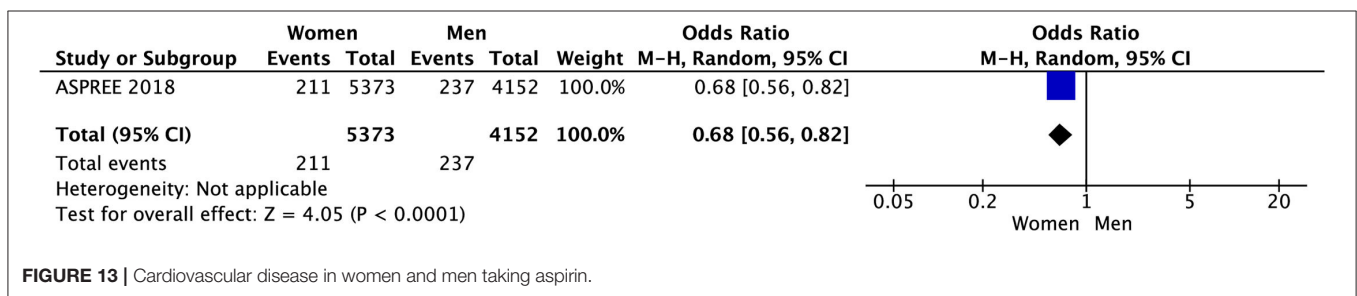 Women Men Odds Ratio Odds Ratio
Study or Subgroup Events Total Events Total Weight M-H, Random, 95% CI M-H, Random, 95% CI
ASPREE 2018 211 5373 237 4152 100.0% 0.68 [0.56, 0.82]
Total (95% CI) 5373 4152 100.0% 0.68 [0.56, 0.82]
Total events 211 237
Heterogeneity: Not applicable
Test for overall effect: Z = 4.05 (P < 0.0001)
0.05 0.2 1 5 20
Women Men
FIGURE 13 | Cardiovascular disease in women and men taking aspirin.